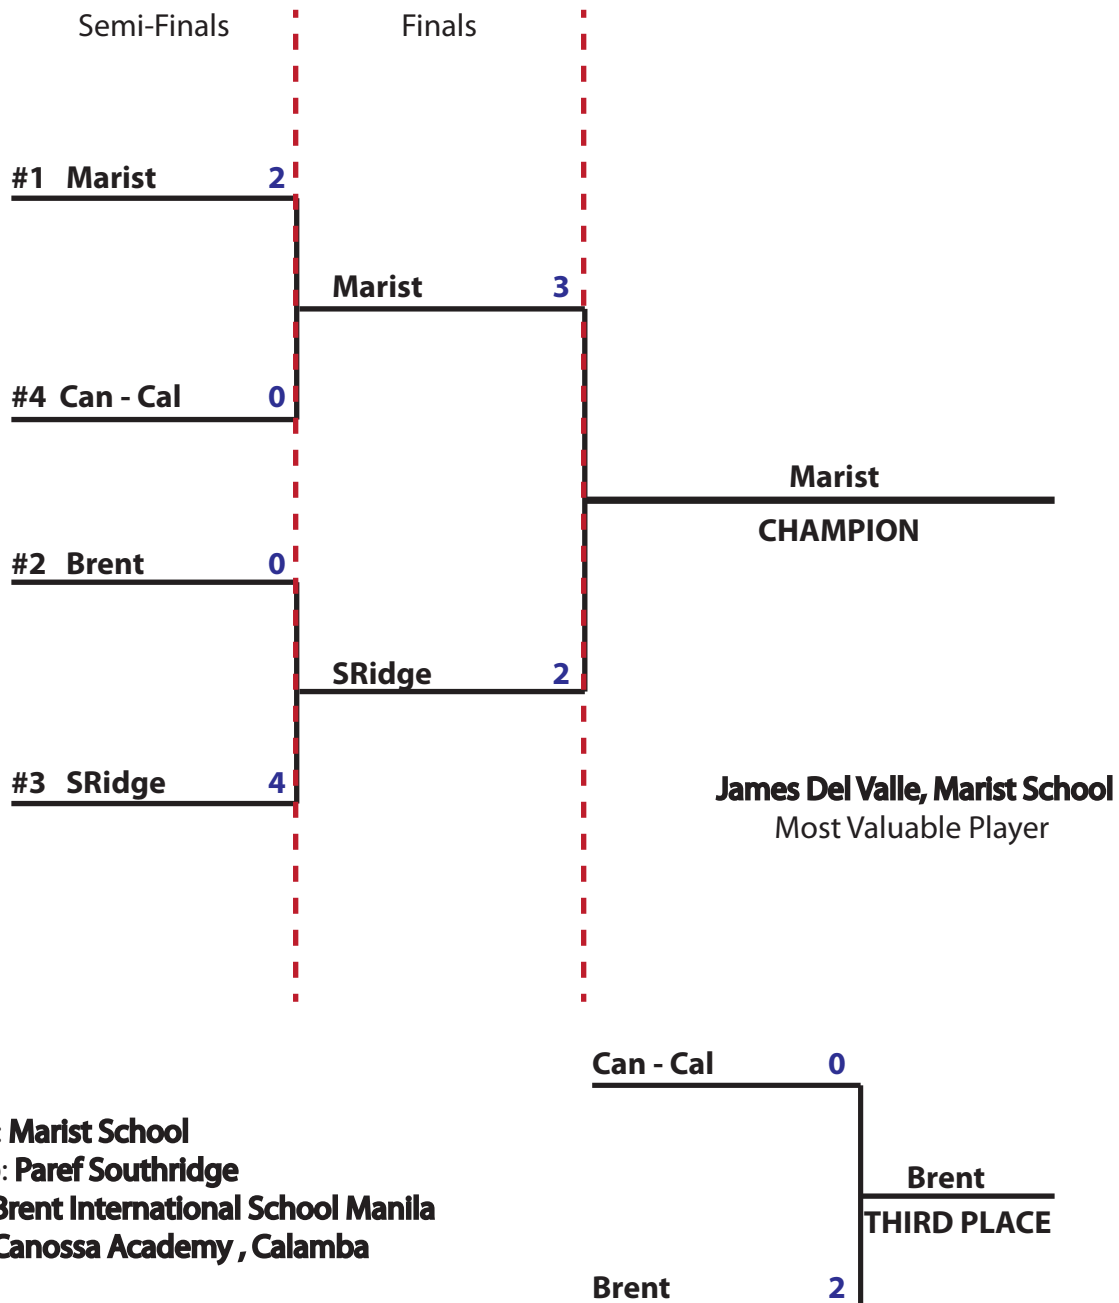 Semi-Finals Finals
#1 Marist 2
Marist 3
#4 Can - Cal 0
Marist
CHAMPION
#2 Brent 0
SRidge 2
#3 SRidge 4
James Del Valle, Marist School
Most Valuable Player
Can - Cal 0
: Marist School
: Paref Southridge
Brent International School Manila
Canossa Academy , Calamba
Brent
THIRD PLACE
Brent 2